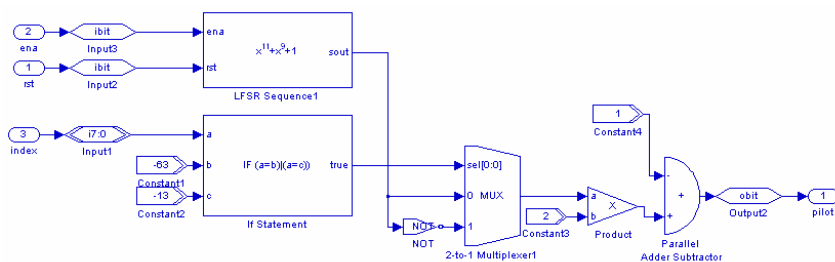 2
ena
ibit
Input3
ena
x^11+x^9+1
sout
1
rst
ibit
Input2
rst
LFSR Sequence1
3
index
i7:0
Input1
a
-63
Constant1
b
IF (a=b)|(a=c))
true
-13
Constant2
c
If Statement
sel[0:0]
0 MUX
1
NOT
NOT
2-to-1 Multiplexer1
2
Constant3
a
b
X
Product
1
Constant4
-
+
+
Parallel
Adder Subtractor
obit
Output2
1
pilot